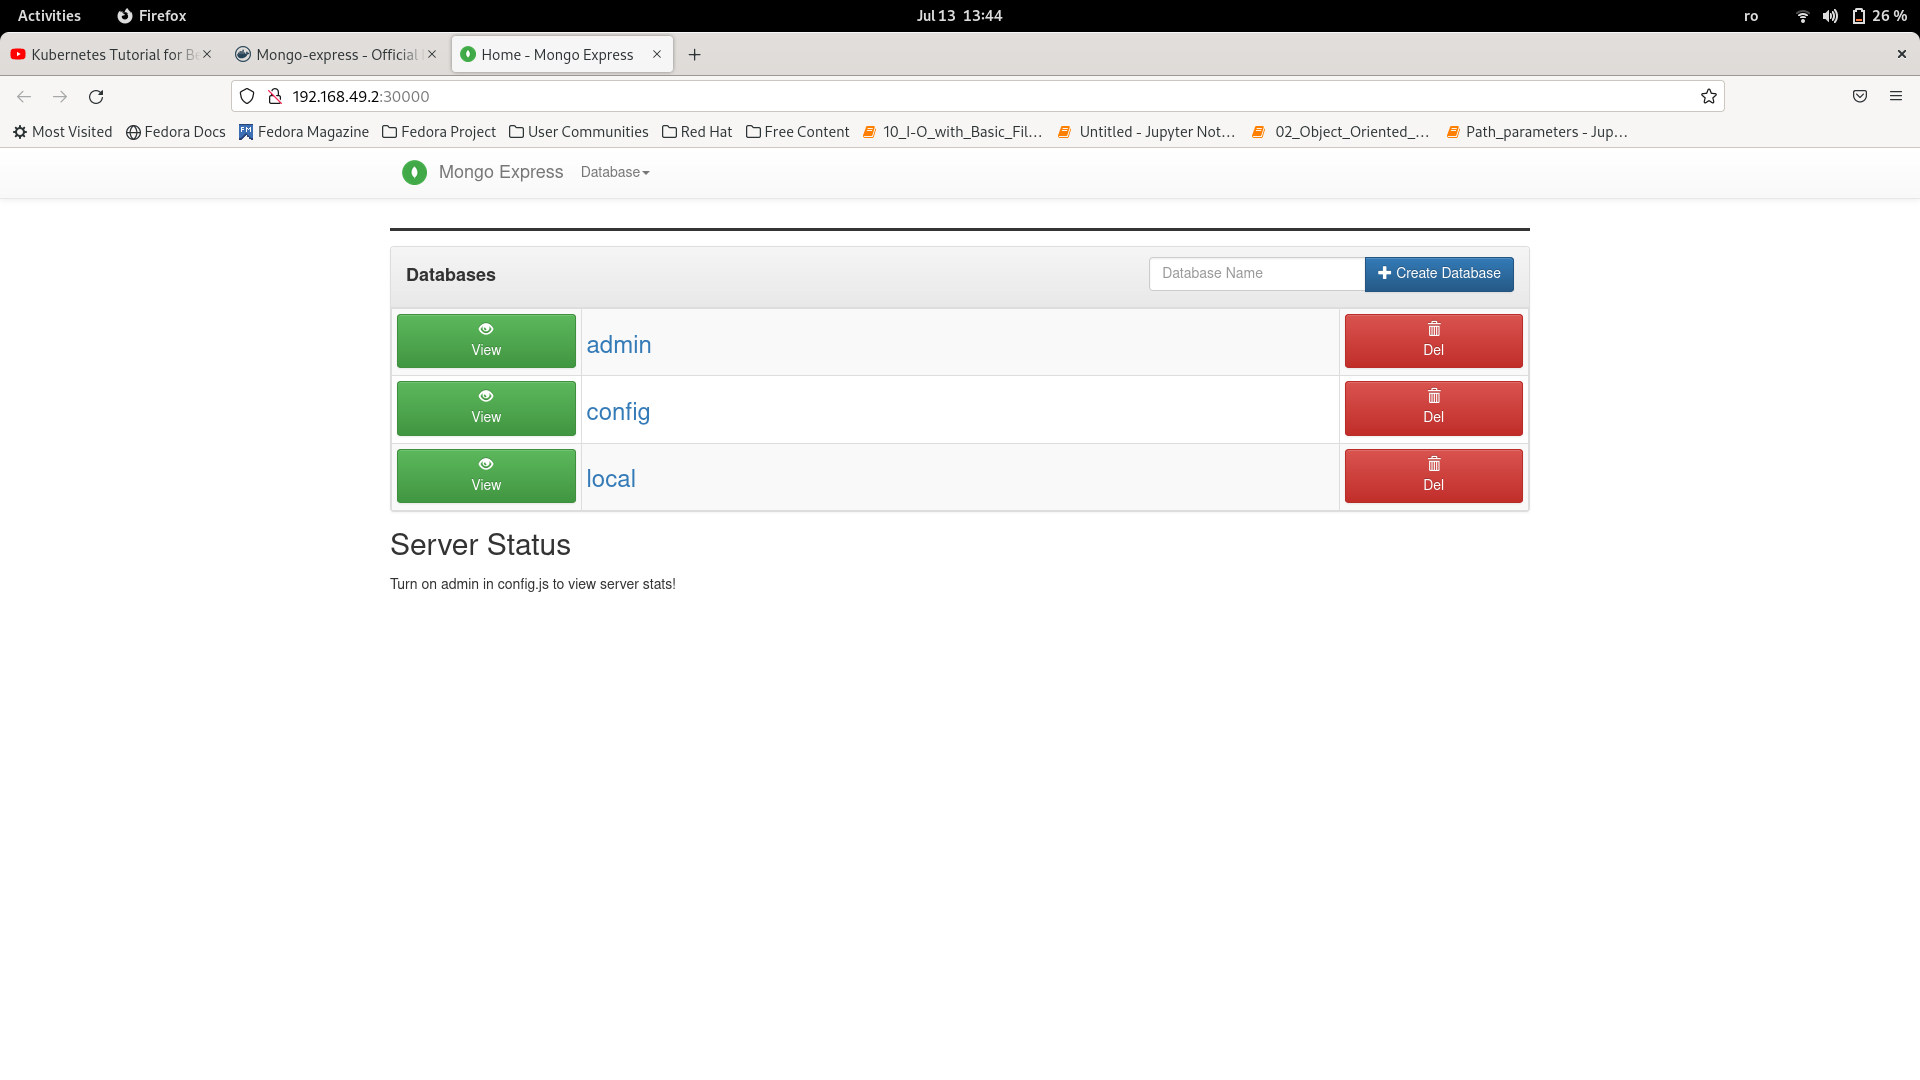 Activities Firefox Jul 13 13:44 ro 26 %
Kubernetes Tutorial for Be Mongo-express - Official Home - Mongo Express
192.168.49.2:30000
Most Visited Fedora Docs Fedora Magazine Fedora Project User Communities Red Hat Free Content 10_I-O_with_Basic_Fil... Untitled - Jupyter Not... 02_Object_Oriented_... Path_parameters - Jup...
Mongo Express Database
Databases Database Name Create Database
View admin Del
View config Del
View local Del
Server Status
Turn on admin in config.js to view server stats!